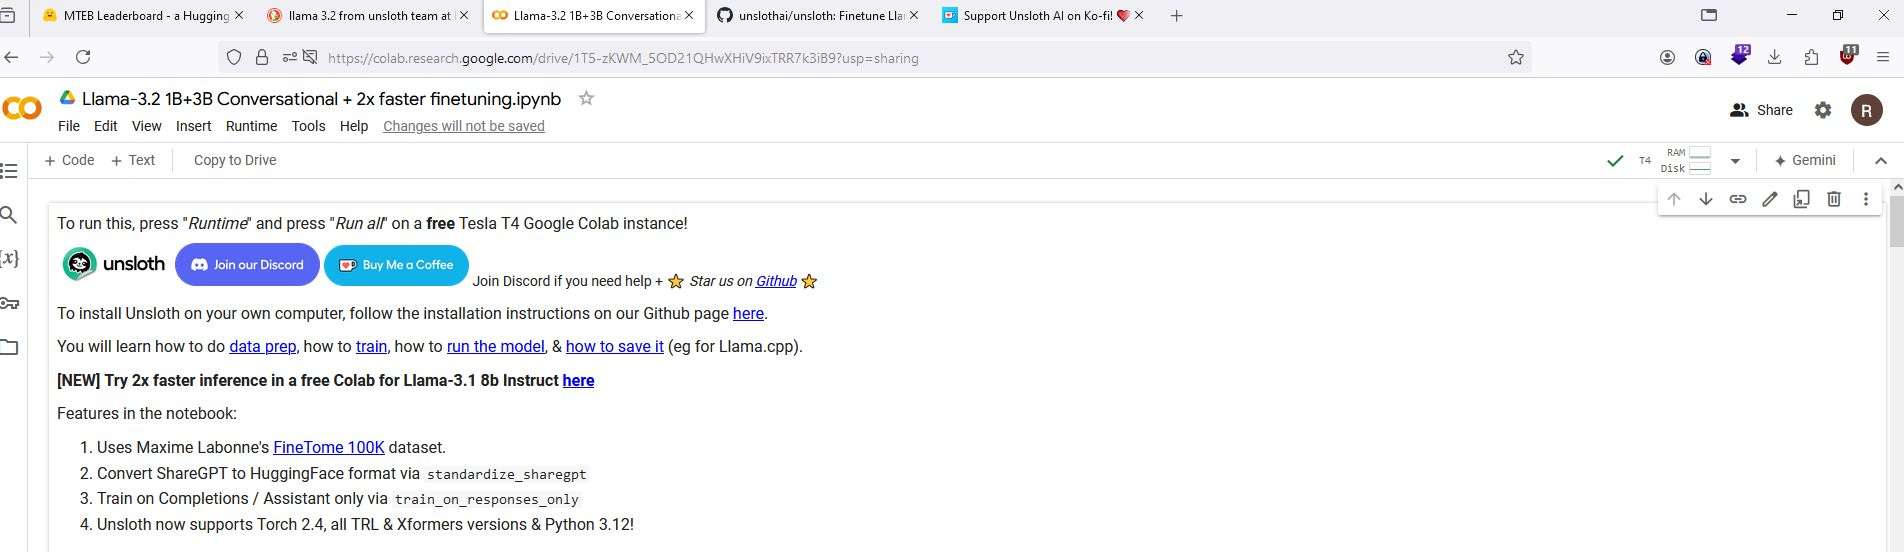 MTEB Leaderboard - a Hugging
llama 3.2 from unsloth team at
Llama-3.2 1B+3B Conversationa
unslothai/unsloth: Finetune Lla
Support Unsloth AI on Ko-fi! ❤️
https://colab.research.google.com/drive/1T5-zKWM_5OD21QHwXHiV9ixTRR7k3iB9?usp=sharing
12
11
Llama-3.2 1B+3B Conversational + 2x faster finetuning.ipynb
Share
R
File Edit View Insert Runtime Tools Help Changes will not be saved
+ Code + Text Copy to Drive
T4
RAM
Disk
Gemini
To run this, press "Runtime" and press "Run all" on a free Tesla T4 Google Colab instance!
unsloth Join our Discord Buy Me a Coffee Join Discord if you need help + ⭐ Star us on Github ⭐
To install Unsloth on your own computer, follow the installation instructions on our Github page here.
You will learn how to do data prep, how to train, how to run the model, & how to save it (eg for Llama.cpp).
[NEW] Try 2x faster inference in a free Colab for Llama-3.1 8b Instruct here
Features in the notebook:
1. Uses Maxime Labonne's FineTome 100K dataset.
2. Convert ShareGPT to HuggingFace format via standardize_sharegpt
3. Train on Completions / Assistant only via train_on_responses_only
4. Unsloth now supports Torch 2.4, all TRL & Xformers versions & Python 3.12!
{x}